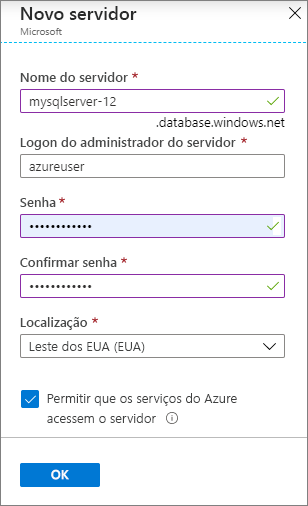 Novo servidor
Microsoft
Nome do servidor *
mysqlserver-12
.database.windows.net
Logon do administrador do servidor *
azureuser
Senha *
••••••••••••
Confirmar senha *
••••••••••••
Localização *
Leste dos EUA (EUA)
Permitir que os serviços do Azure
acessem o servidor
OK